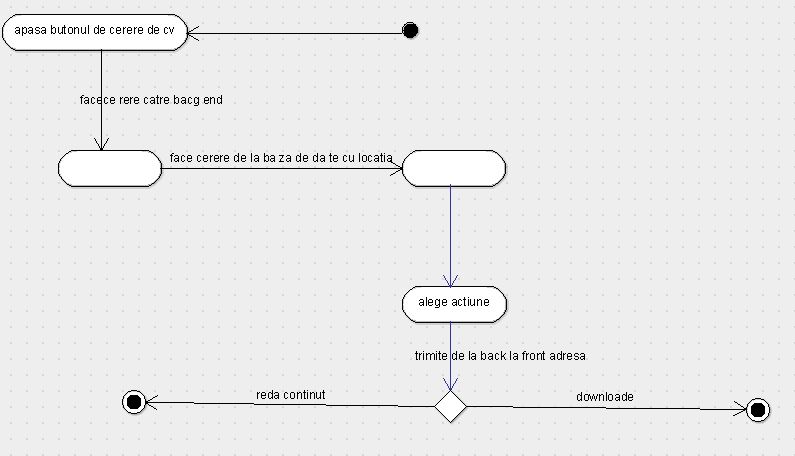 apasa butonul de cerere de cv
facece rere catre bacg end
face cerere de la ba za de da te cu locatia
alege actiune
trimite de la back la front adresa
reda continut
downloade